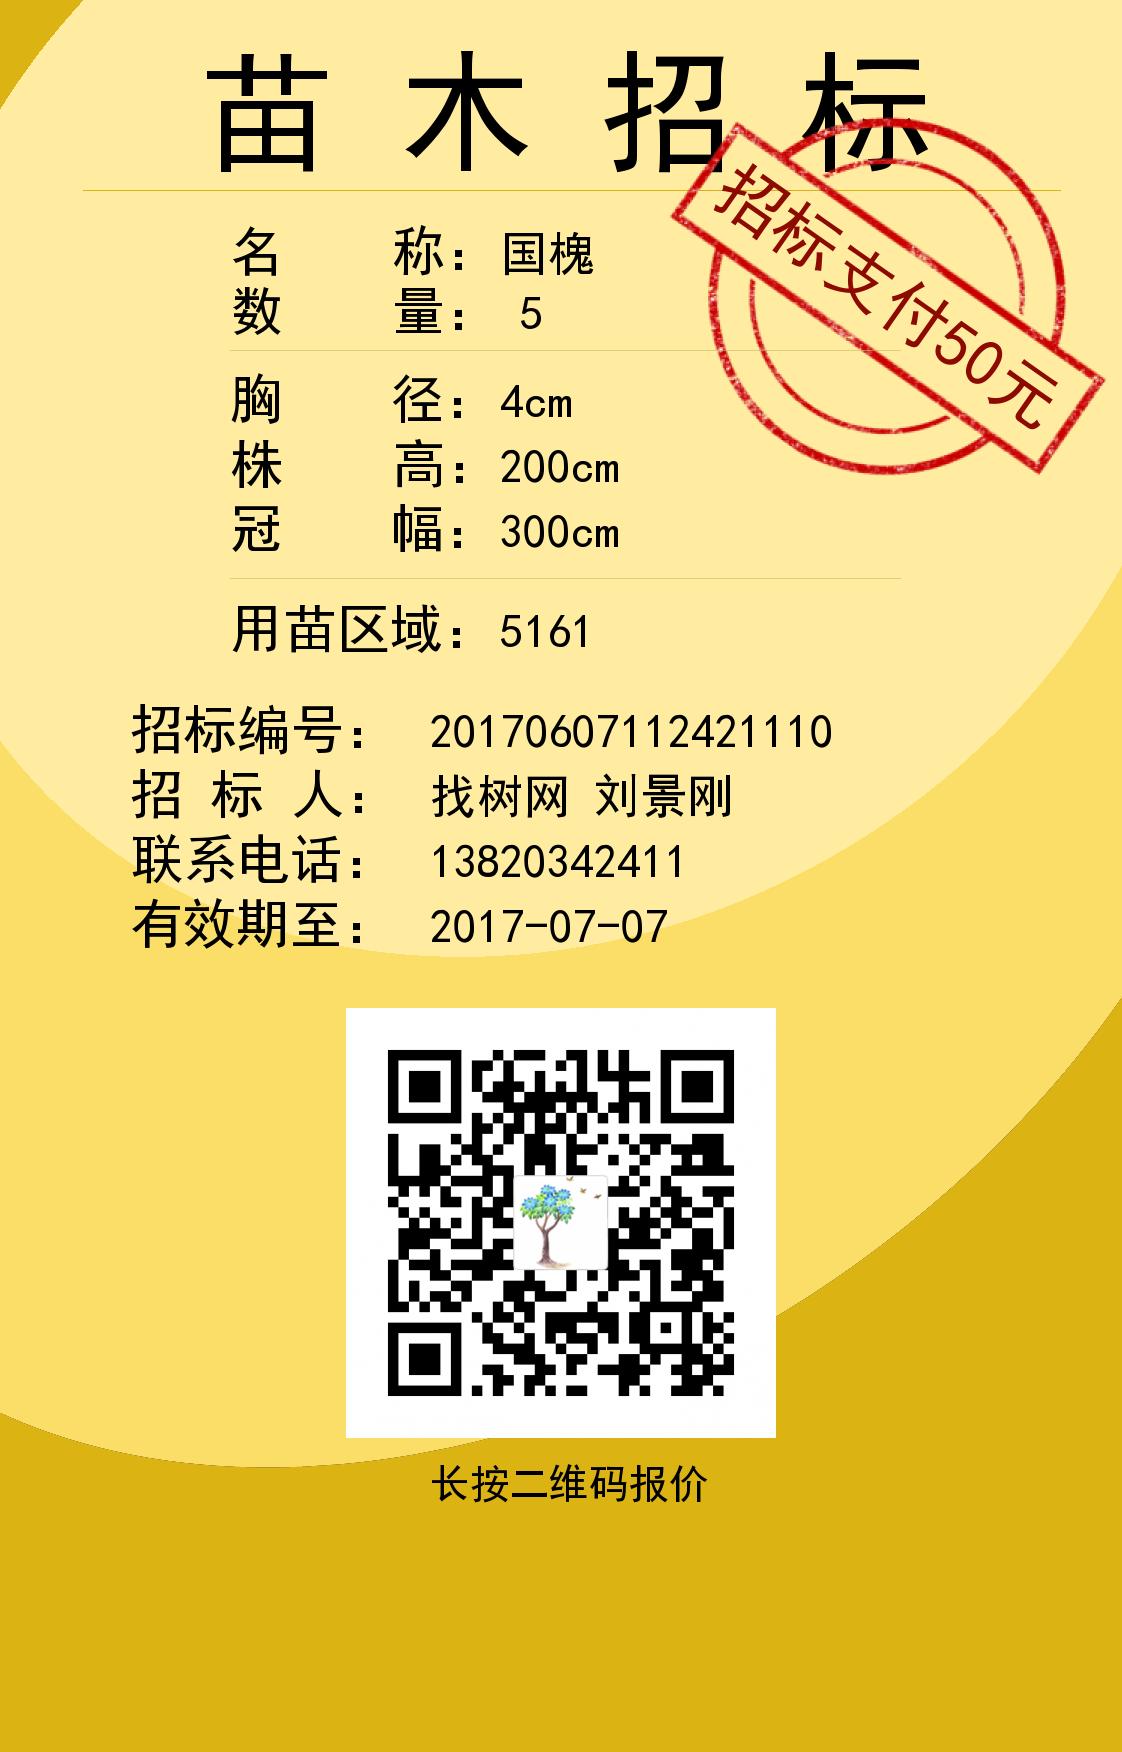 苗木招标
招标支付50元
名 称：国槐
数 量： 5
胸 径：4cm
株 高：200cm
冠 幅：300cm
用苗区域：5161
招标编号： 20170607112421110
招 标 人： 找树网 刘景刚
联系电话： 13820342411
有效期至： 2017-07-07
长按二维码报价